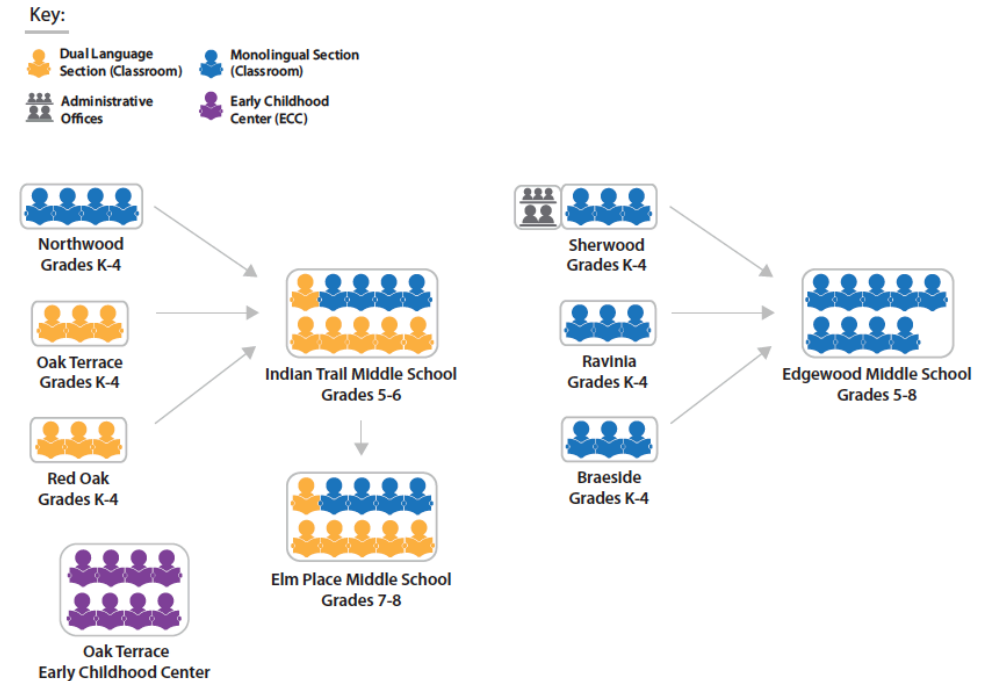 Key:
Dual Language
Section (Classroom)
Monolingual Section
(Classroom)
Administrative
Offices
Early Childhood
Center (ECC)
Northwood
Grades K-4
Sherwood
Grades K-4
Oak Terrace
Grades K-4
Indian Trail Middle School
Grades 5-6
Ravinia
Grades K-4
Edgewood Middle School
Grades 5-8
Red Oak
Grades K-4
Braeside
Grades K-4
Elm Place Middle School
Grades 7-8
Oak Terrace
Early Childhood Center